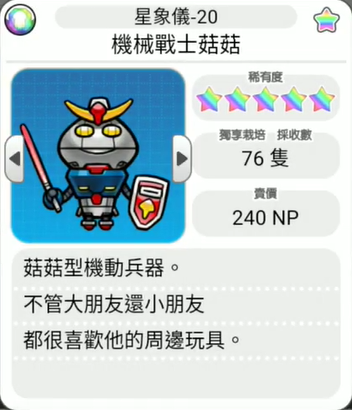 星象儀-20
機械戰士菇菇
稀有度
獨享栽培 採收數
76 隻
賣價
240 NP
菇菇型機動兵器。
不管大朋友還小朋友
都很喜歡他的周邊玩具。